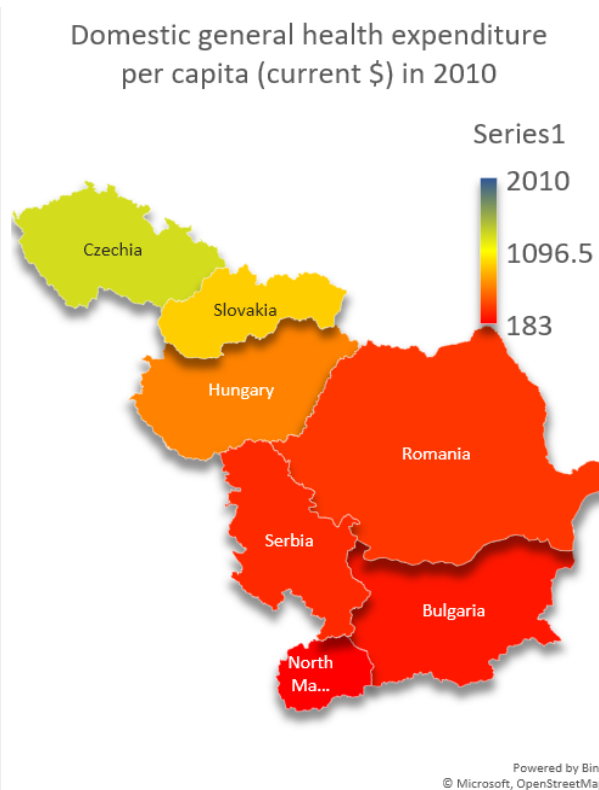 Domestic general health expenditure
per capita (current $) in 2010
Series1
2010
1096.5
183
Czechia
Slovakia
Hungary
Romania
Serbia
Bulgaria
North
Ma...
Powered by Bin
© Microsoft, OpenStreetMa